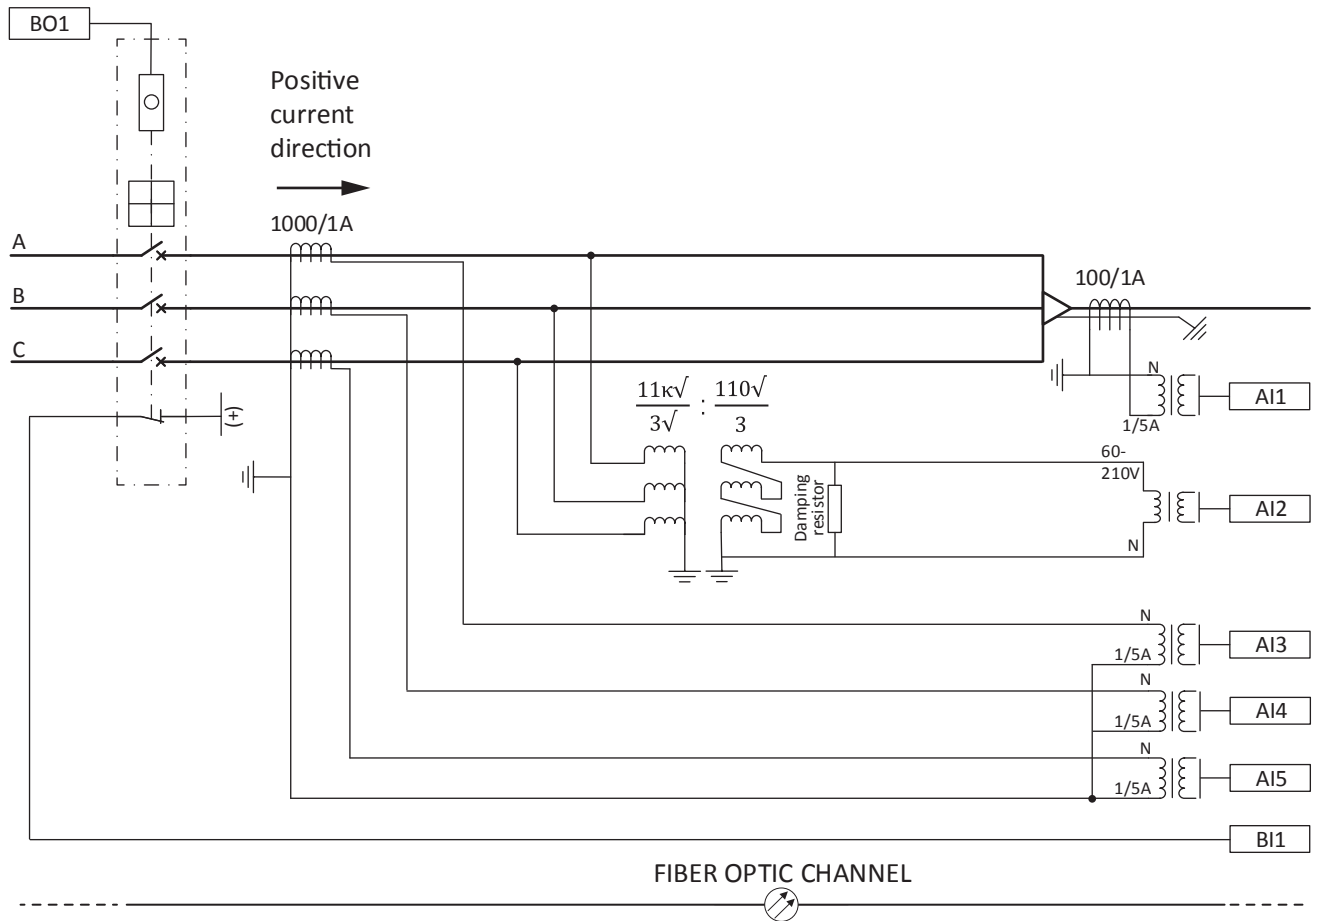 BO1
Positive
current
direction
1000/1A
A
B
C
100/1A
N
1/5A
AI1
(+)
11κ√
3√
:
110√
3
60-
210V
Damping
resistor
N
AI2
N
1/5A
AI3
N
1/5A
AI4
N
1/5A
AI5
BI1
FIBER OPTIC CHANNEL